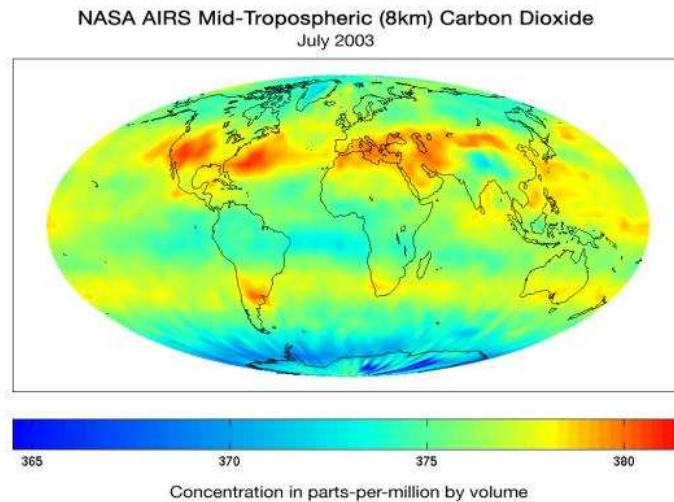 NASA AIRS Mid-Tropospheric (8km) Carbon Dioxide
July 2003
365 370 375 380
Concentration in parts-per-million by volume